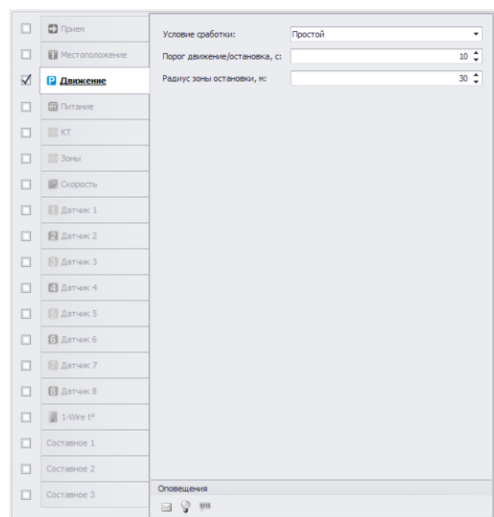 Прием
Местоположение
Движение
Питание
КТ
Зоны
Скорость
Датчик 1
Датчик 2
Датчик 3
Датчик 4
Датчик 5
Датчик 6
Датчик 7
Датчик 8
1-Wire t°
Составное 1
Составное 2
Составное 3
Условие сработки: Простой
Порог движение/остановка, с: 10
Радиус зоны остановки, м: 30
Оповещения